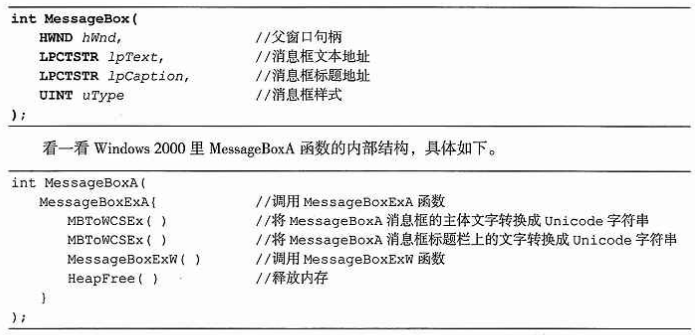 int MessageBox(
HWND hWnd, //父窗口句柄
LPCTSTR lpText, //消息框文本地址
LPCTSTR lpCaption, //消息框标题地址
UINT uType //消息框样式
);
看一看 Windows 2000 里 MessageBoxA 函数的内部结构，具体如下。
int MessageBoxA(
MessageBoxExA{ //调用 MessageBoxExA 函数
MBToWCSEx( ) //将 MessageBoxA 消息框的主体文字转换成 Unicode 字符串
MBToWCSEx( ) //将 MessageBoxA 消息框标题栏上的文字转换成 Unicode 字符串
MessageBoxExW( ) //调用 MessageBoxExW 函数
HeapFree( ) //释放内存
}
);